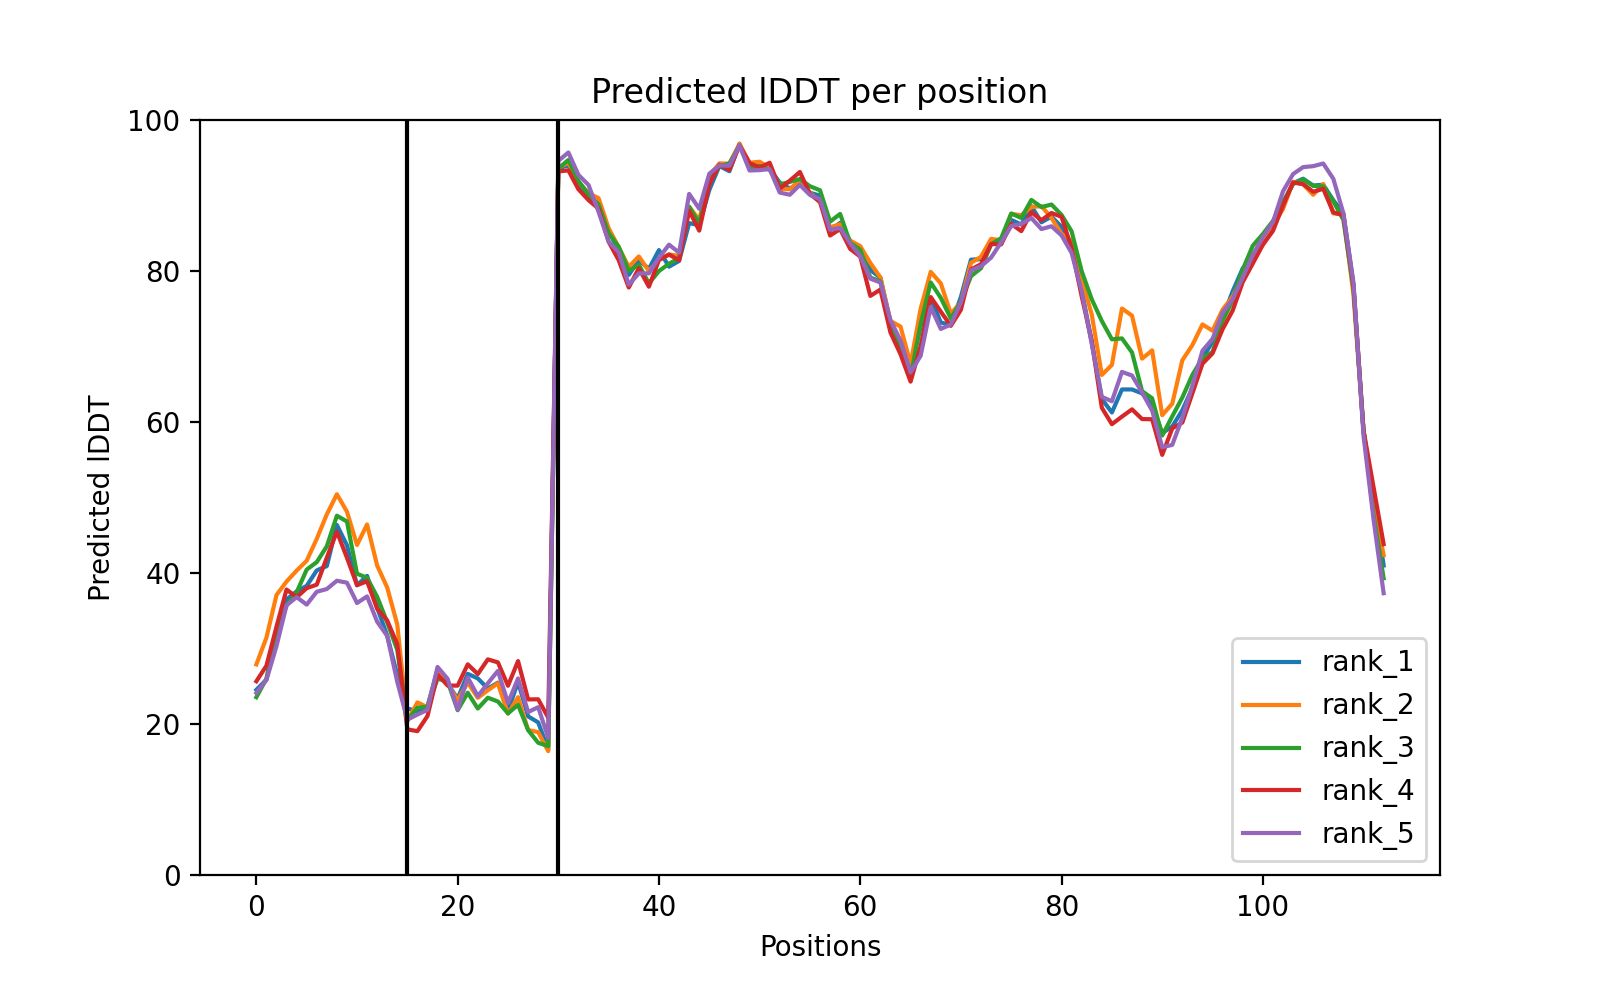 Predicted lDDT per position
100
80
60
40
20
0
Predicted lDDT
0 20 40 60 80 100
Positions
rank_1
rank_2
rank_3
rank_4
rank_5